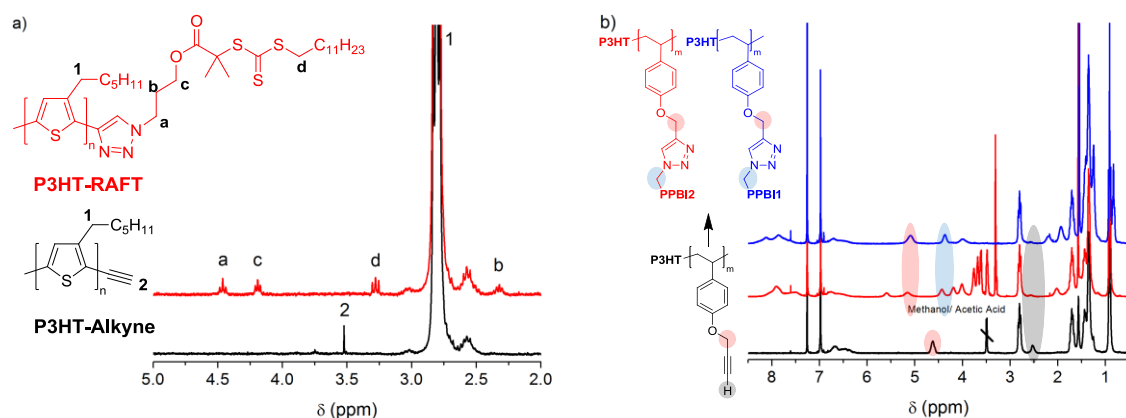 a)
O
S
S
C₁₁H₂₃
O
S
d
1
C₅H₁₁
b
c
a
S
n
N
N=N
P3HT-RAFT
1
C₅H₁₁
S
n
2
P3HT-Alkyne
1
a
c
d
b
2
5.0 4.5 4.0 3.5 3.0 2.5 2.0
δ (ppm)
b)
P3HT
m
P3HT
m
O
O
N
N
N
N
N
N
PPBI2
PPBI1
P3HT
m
O
H
Methanol/ Acetic Acid
8 7 6 5 4 3 2 1
δ (ppm)